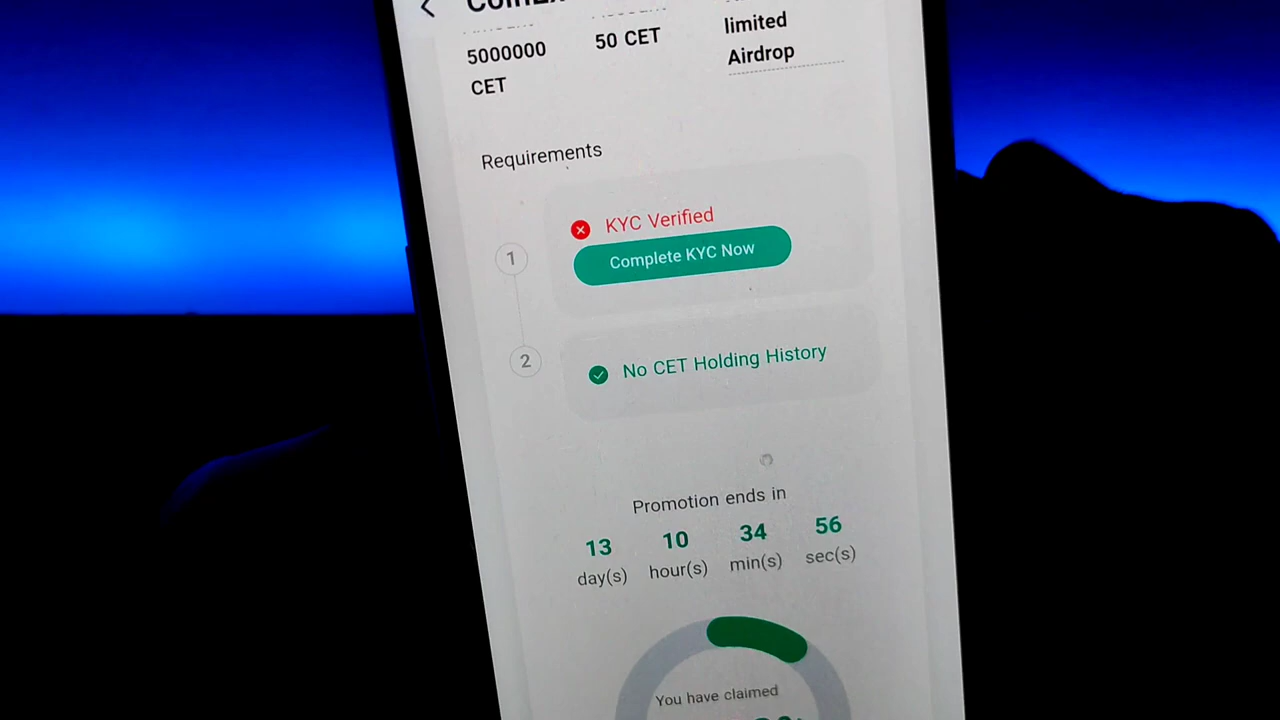 5000000
CET
50 CET
limited
Airdrop
Requirements
1
KYC Verified
Complete KYC Now
2
No CET Holding History
Promotion ends in
13 10 34 56
day(s) hour(s) min(s) sec(s)
You have claimed